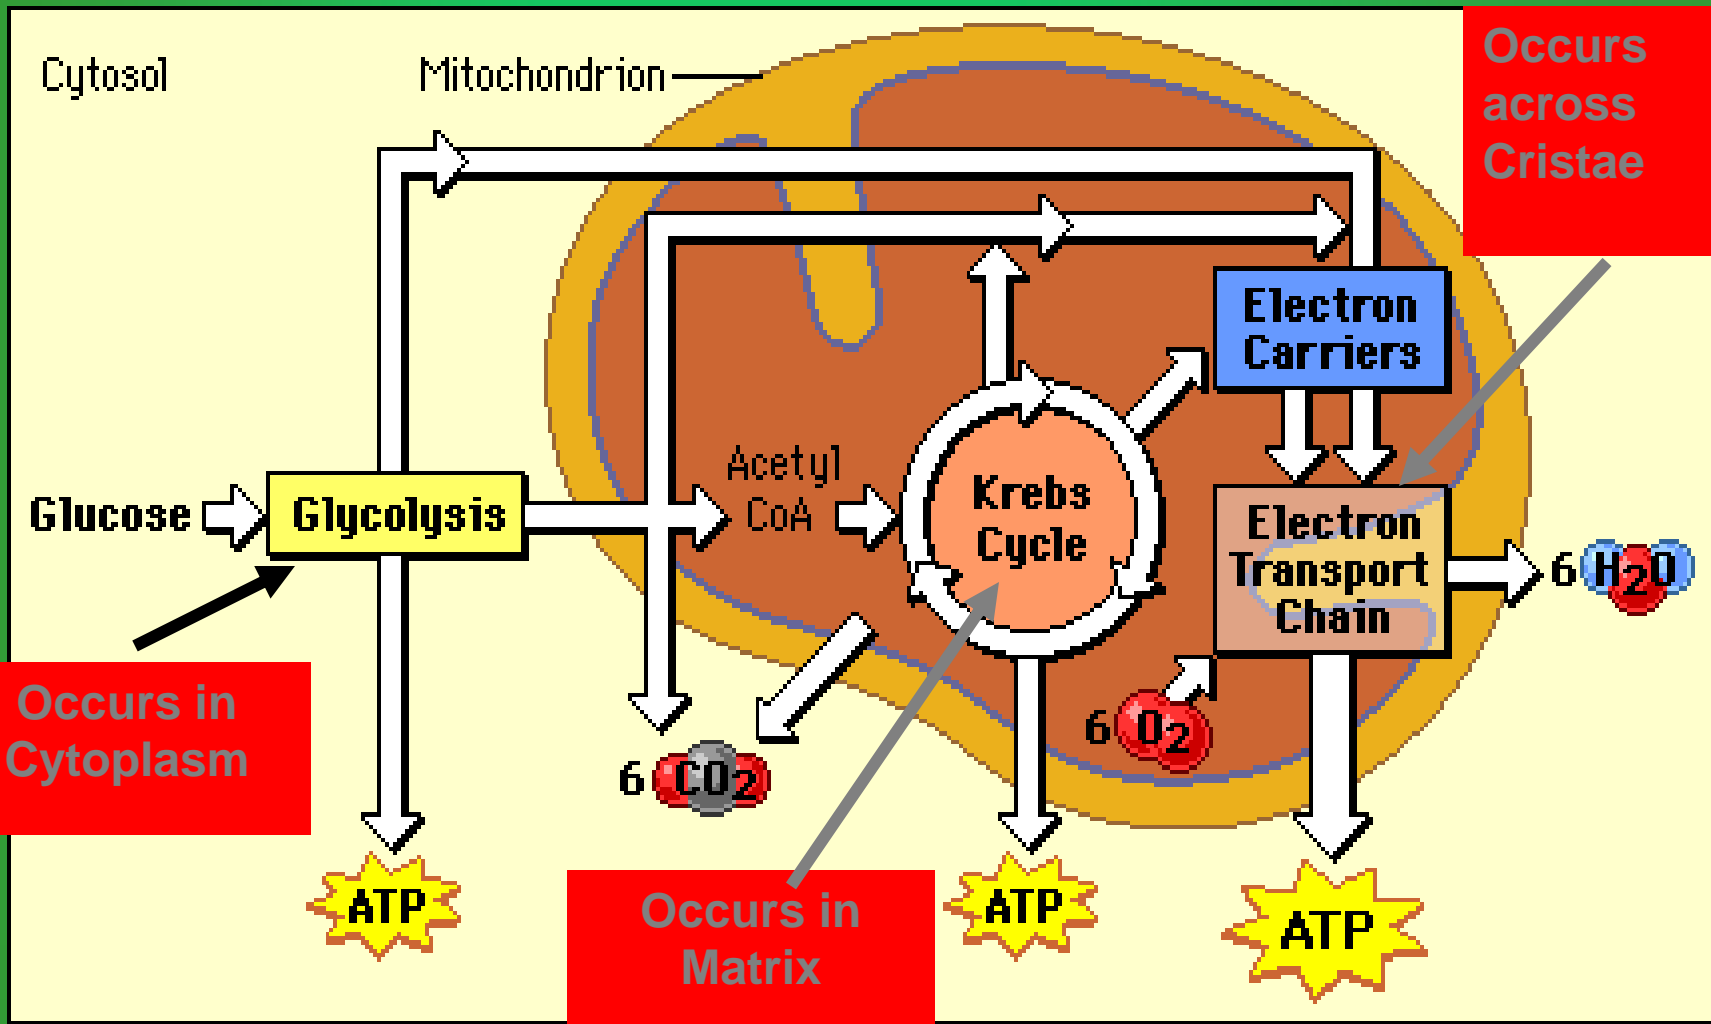 Cytosol
Mitochondrion
Occurs
across
Cristae
Electron
Carriers
Acetyl
CoA
Krebs
Cycle
Glucose
Glycolysis
Electron
Transport
Chain
6 H2O
Occurs in
Cytoplasm
6 CO2
6 O2
ATP
Occurs in
Matrix
ATP
ATP